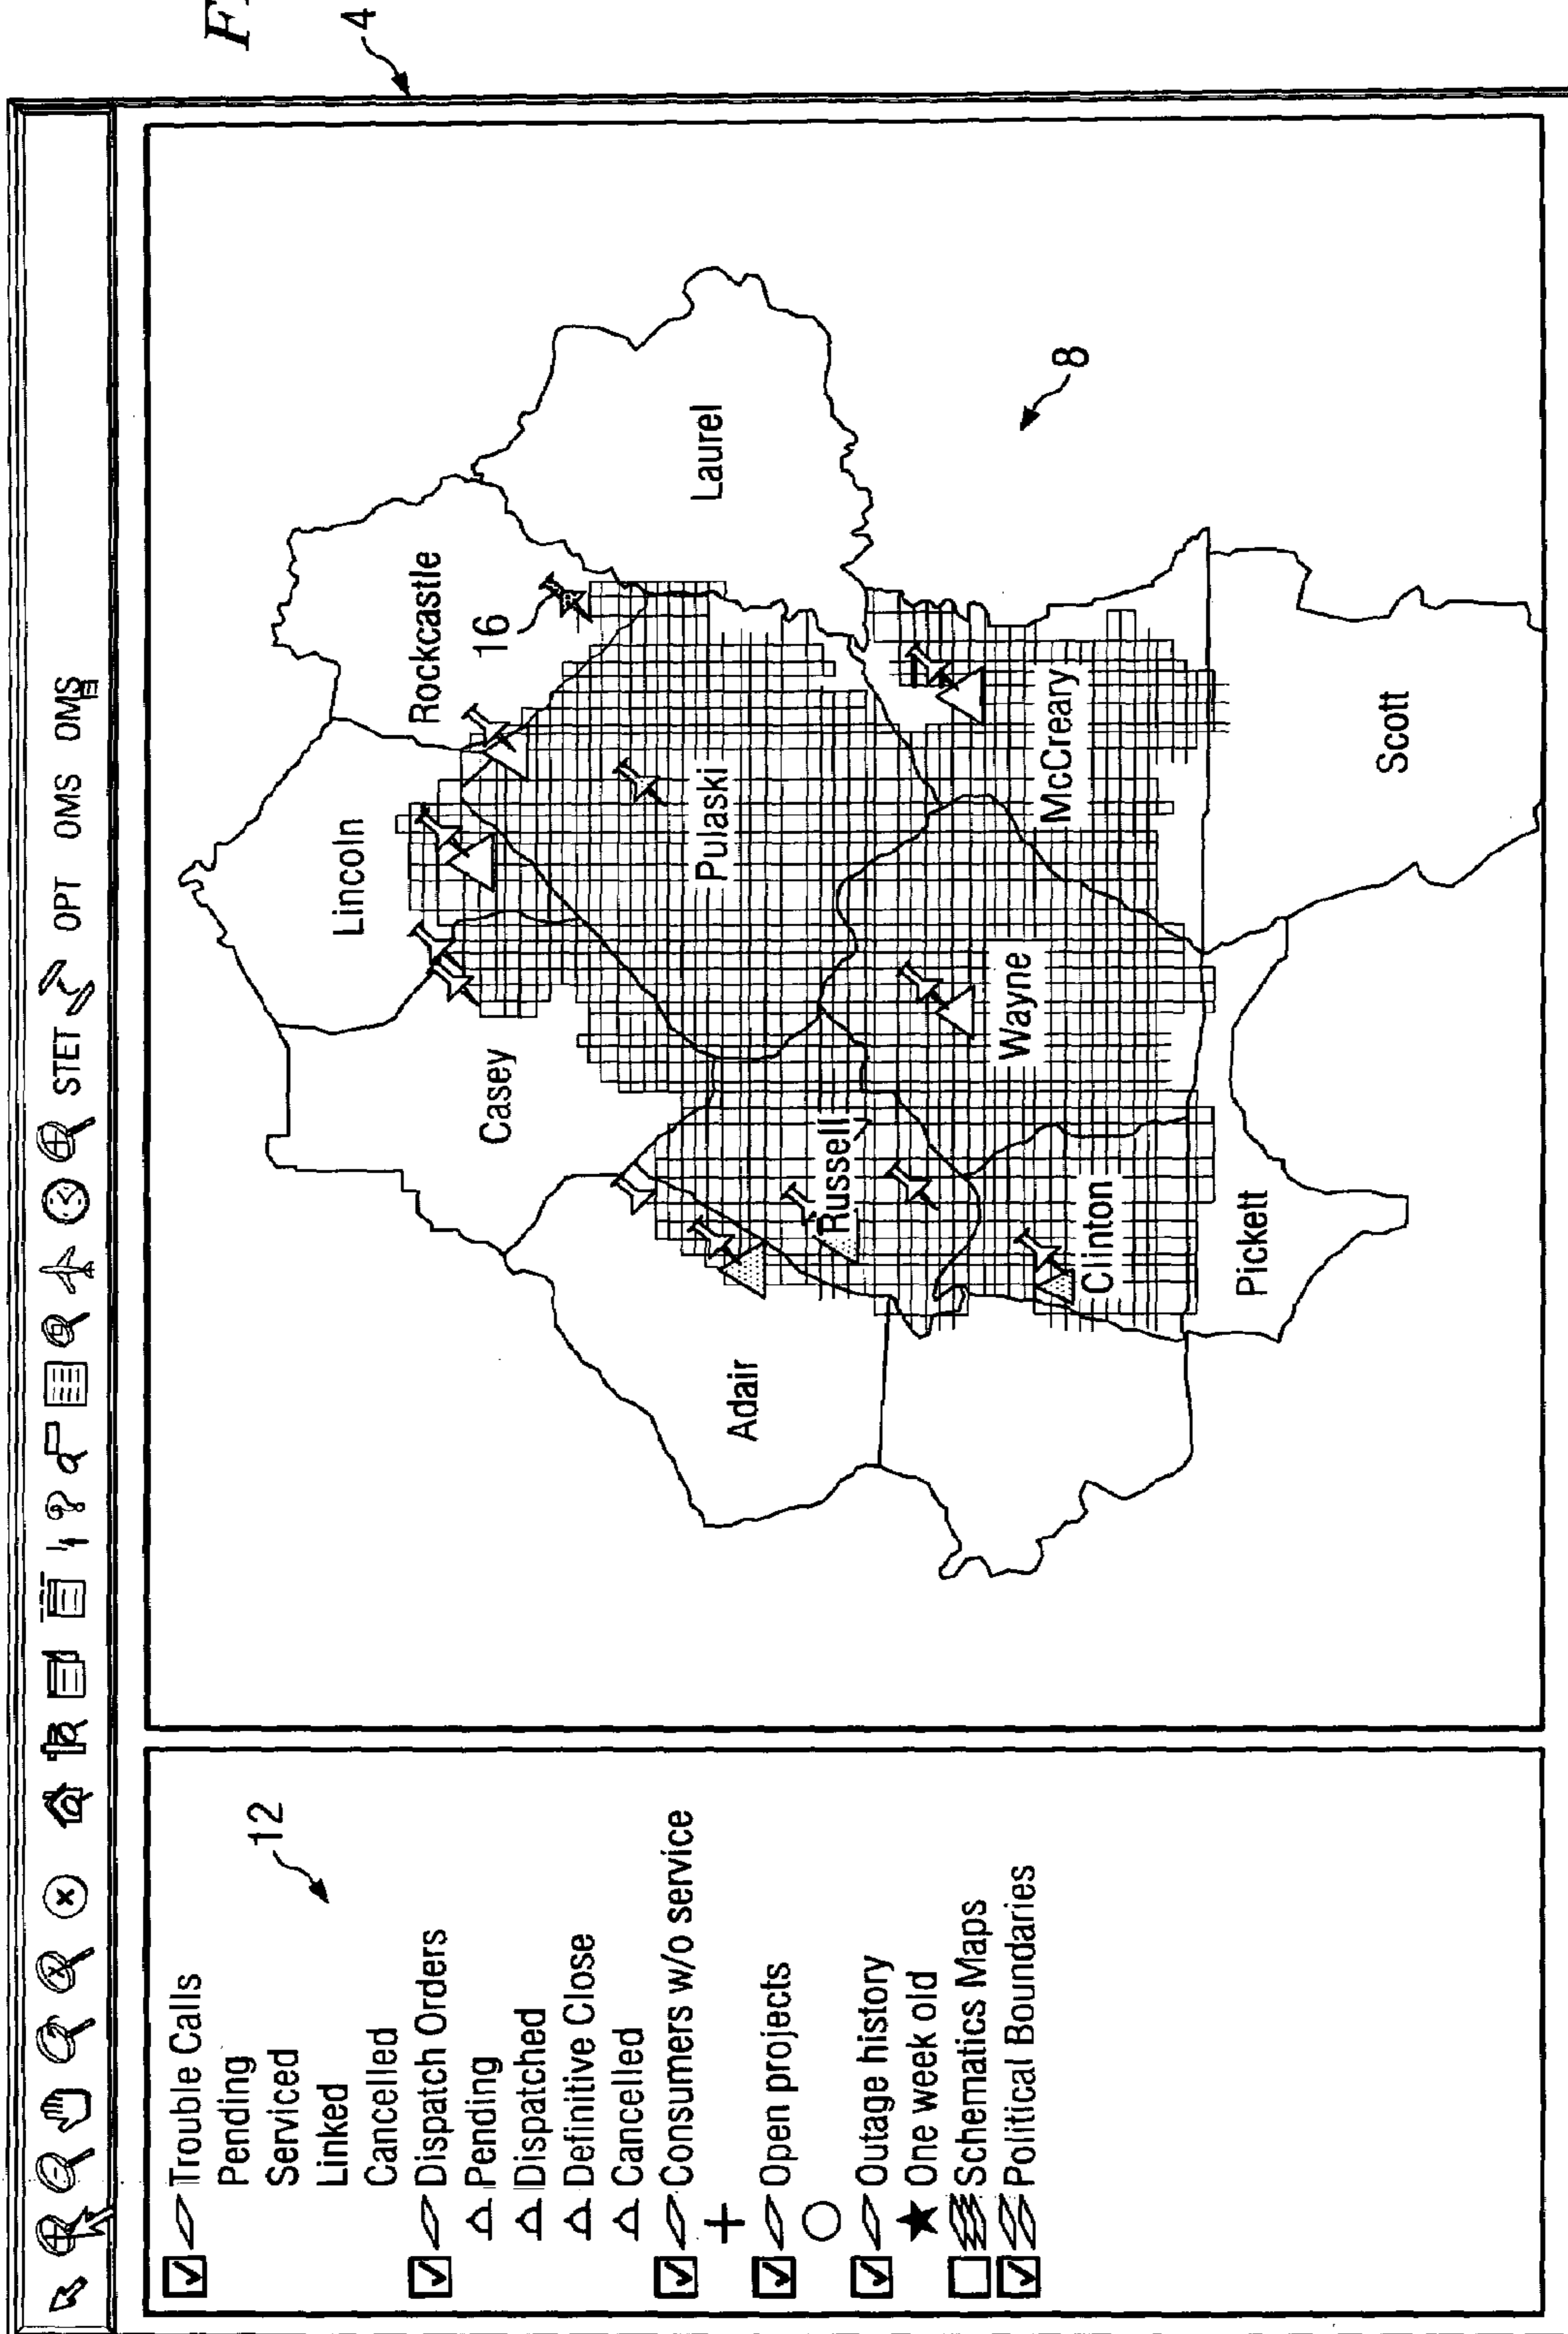 F
4
STET OPT OMS OMS
12
Trouble Calls
Pending
Serviced
Linked
Cancelled
Dispatch Orders
Pending
Dispatched
Definitive Close
Cancelled
Consumers w/o service
Open projects
Outage history
One week old
Schematics Maps
Political Boundaries
Lincoln
Rockcastle
16
Casey
Laurel
Pulaski
Adair
Russell
Wayne
McCreary
8
Clinton
Pickett
Scott